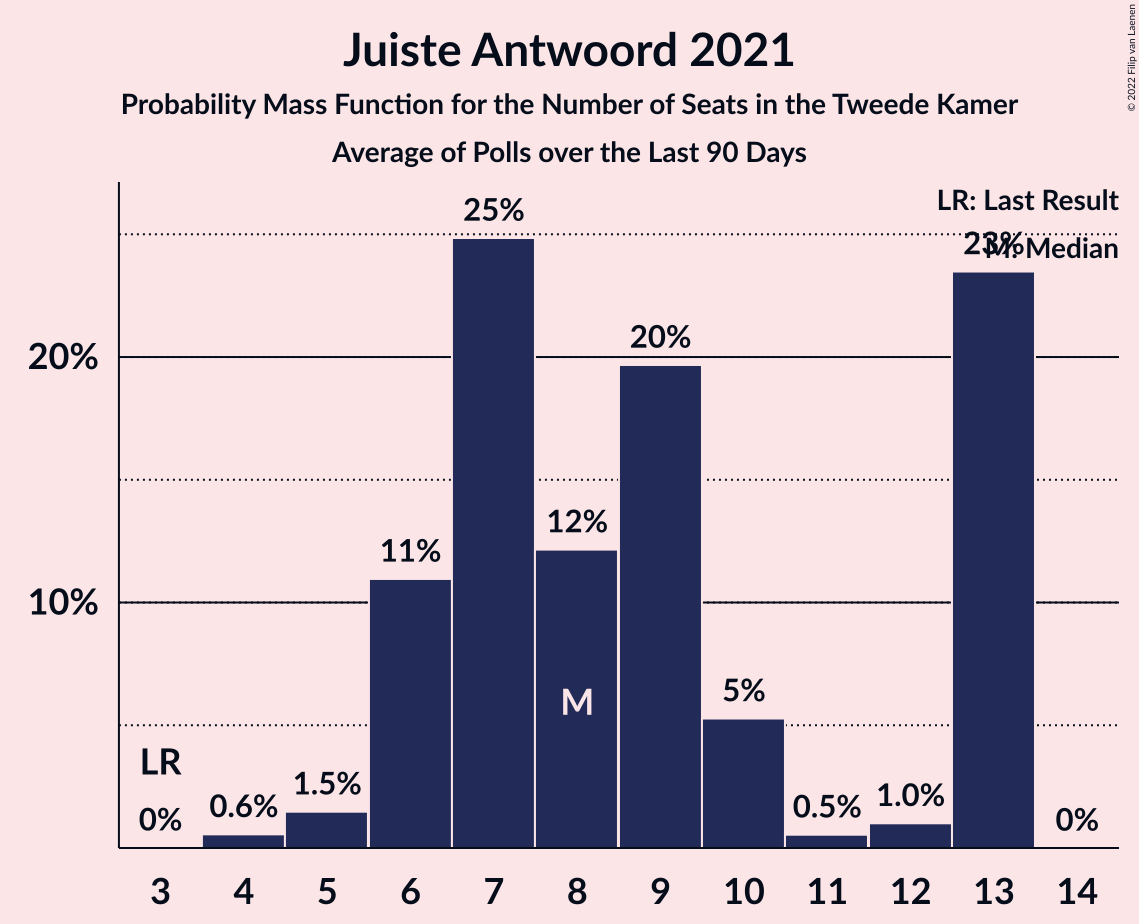 Juiste Antwoord 2021
Probability Mass Function for the Number of Seats in the Tweede Kamer
Average of Polls over the Last 90 Days
© 2022 Filip van Laenen
LR: Last Result
M: Median
25%
23%
20%
20%
12%
11%
10%
5%
M
LR
0%
0.6%
1.5%
0.5%
1.0%
0%
3 4 5 6 7 8 9 10 11 12 13 14